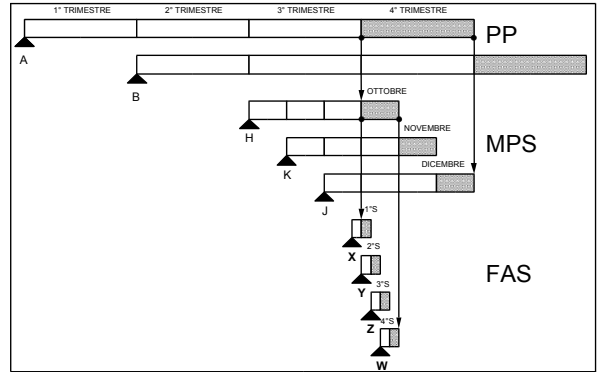 1° TRIMESTRE 2° TRIMESTRE 3° TRIMESTRE 4° TRIMESTRE
PP
A
B
OTTOBRE
H
NOVEMBRE
MPS
K
DICEMBRE
J
1°S
X
2°S
Y
FAS
3°S
Z
4°S
W